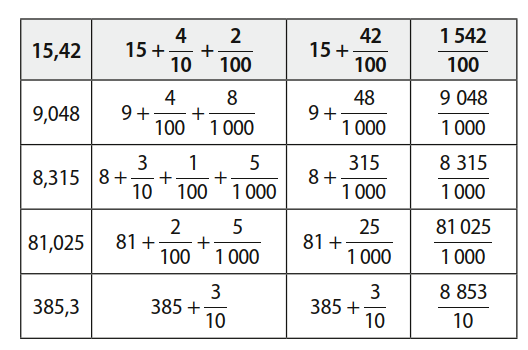 15,42 | 15 + 4/10 + 2/100 | 15 + 42/100 | 1 542/100
9,048 | 9 + 4/100 + 8/1 000 | 9 + 48/1 000 | 9 048/1 000
8,315 | 8 + 3/10 + 1/100 + 5/1 000 | 8 + 315/1 000 | 8 315/1 000
81,025 | 81 + 2/100 + 5/1 000 | 81 + 25/1 000 | 81 025/1 000
385,3 | 385 + 3/10 | 385 + 3/10 | 8 853/10